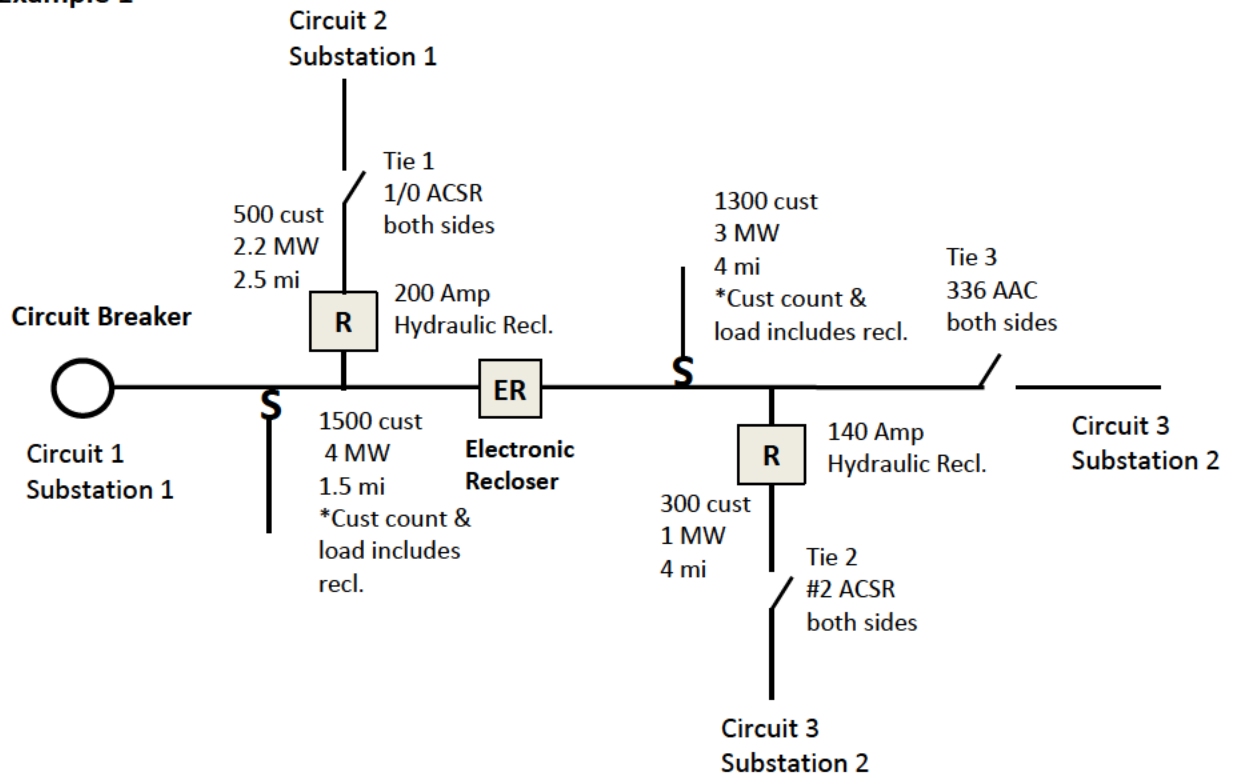 Example 1
Circuit 2
Substation 1
Tie 1
1/0 ACSR
both sides
500 cust
2.2 MW
2.5 mi
200 Amp
Hydraulic Recl.
R
1300 cust
3 MW
4 mi
*Cust count &
load includes recl.
Tie 3
336 AAC
both sides
Circuit Breaker
Circuit 1
Substation 1
S
1500 cust
4 MW
1.5 mi
*Cust count &
load includes
recl.
ER
Electronic
Recloser
S
R
140 Amp
Hydraulic Recl.
Circuit 3
Substation 2
300 cust
1 MW
4 mi
Tie 2
#2 ACSR
both sides
Circuit 3
Substation 2